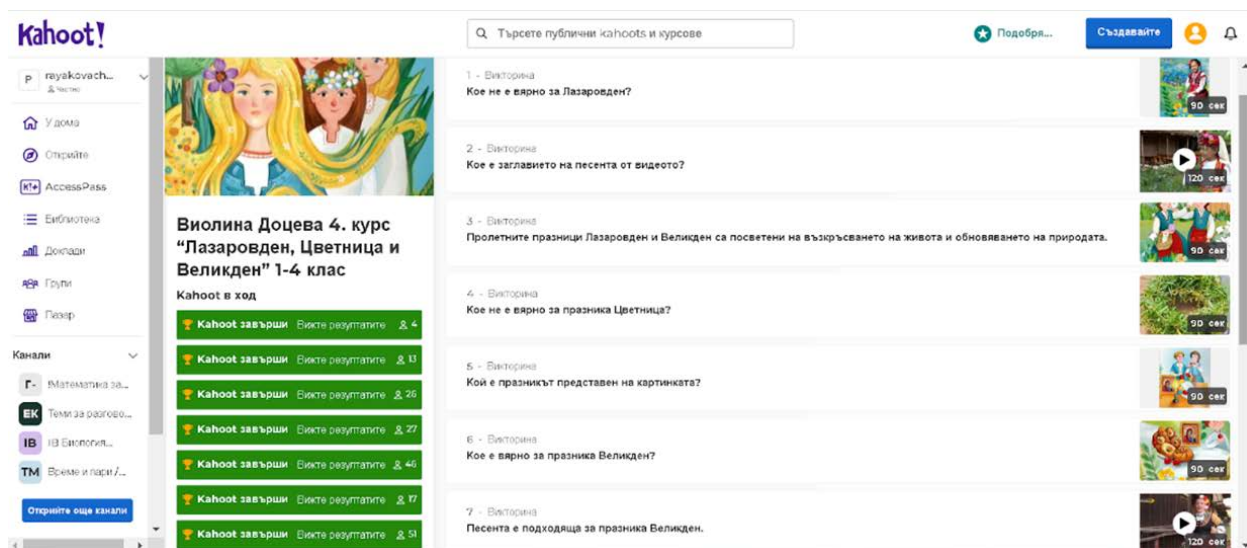 Kahoot!
Търсете публични kahoots и курсове
Подобря...
Създавайте
P
rayakovach...
Честно
У дома
Открийте
K!+ AccessPass
Библиотека
Доклади
Групи
Пазар
Канали
Г- !Математика за...
ЕК Теми за разгово...
IB IB Биология...
TM Време и пари /...
Открийте още канали
Виолина Доцева 4. курс
“Лазаровден, Цветница и
Великден” 1-4 клас
Kahoot в ход
Kahoot завърши Вижте резултатите 4
Kahoot завърши Вижте резултатите 13
Kahoot завърши Вижте резултатите 26
Kahoot завърши Вижте резултатите 27
Kahoot завърши Вижте резултатите 46
Kahoot завърши Вижте резултатите 17
Kahoot завърши Вижте резултатите 51
1 - Викторина
Кое не е вярно за Лазаровден?
90 сек
2 - Викторина
Кое е заглавието на песента от видеото?
120 сек
3 - Викторина
Пролетните празници Лазаровден и Великден са посветени на възкръсването на живота и обновяването на природата.
90 сек
4 - Викторина
Кое не е вярно за празника Цветница?
90 сек
5 - Викторина
Кой е празникът представен на картинката?
90 сек
6 - Викторина
Кое е вярно за празника Великден?
90 сек
7 - Викторина
Песента е подходяща за празника Великден.
120 сек